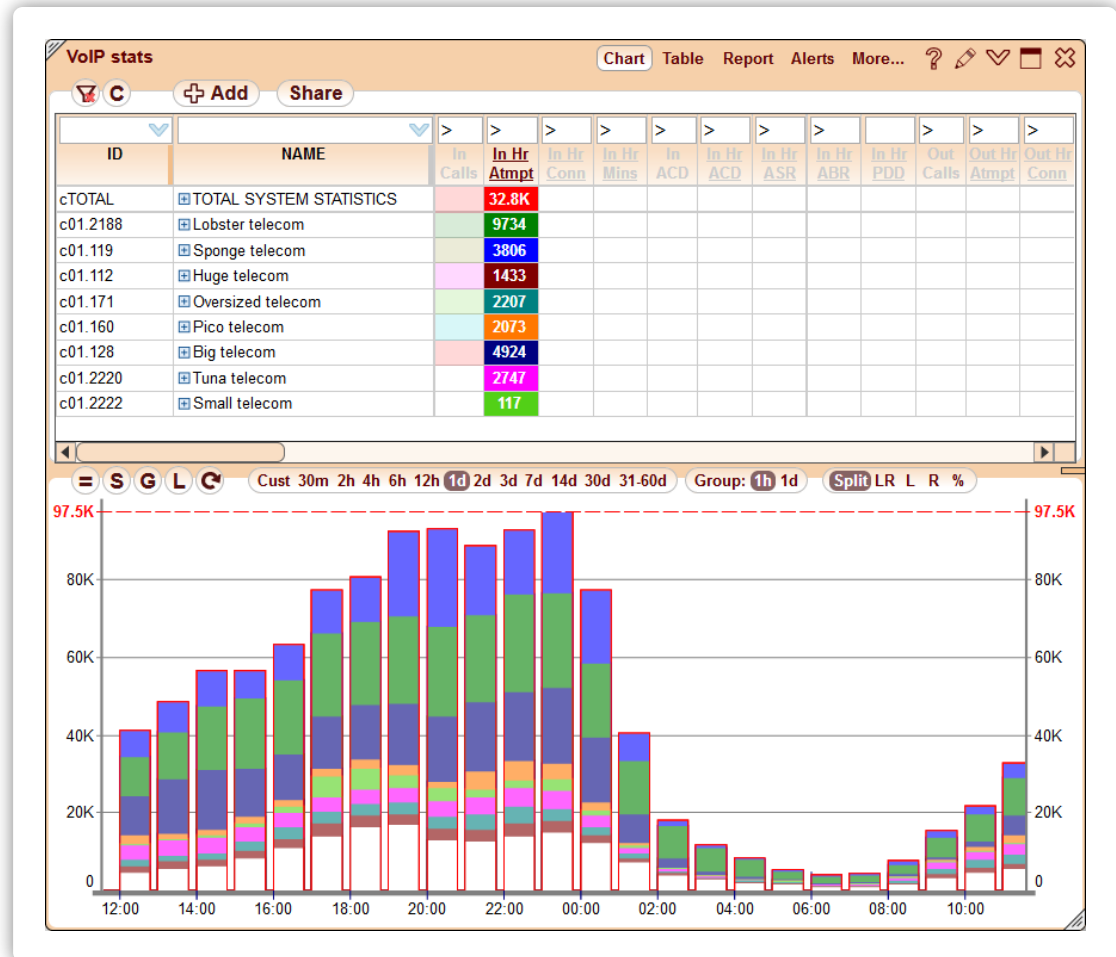 VoIP stats Chart Table Report Alerts More... ?
C Add Share
> > > > > > > > > > >
ID NAME In Calls In Hr Atmpt In Hr Conn In Hr Mins In ACD In Hr ACD In Hr ASR In Hr ABR In Hr PDD Out Calls Out Hr Atmpt Out Hr Conn
cTOTAL TOTAL SYSTEM STATISTICS 32.8K
c01.2188 Lobster telecom 9734
c01.119 Sponge telecom 3806
c01.112 Huge telecom 1433
c01.171 Oversized telecom 2207
c01.160 Pico telecom 2073
c01.128 Big telecom 4924
c01.2220 Tuna telecom 2747
c01.2222 Small telecom 117
= S G L Cust 30m 2h 4h 6h 12h 1d 2d 3d 7d 14d 30d 31-60d Group: 1h 1d Split LR L R %
97.5K 97.5K
80K 80K
60K 60K
40K 40K
20K 20K
0 0
12:00 14:00 16:00 18:00 20:00 22:00 00:00 02:00 04:00 06:00 08:00 10:00